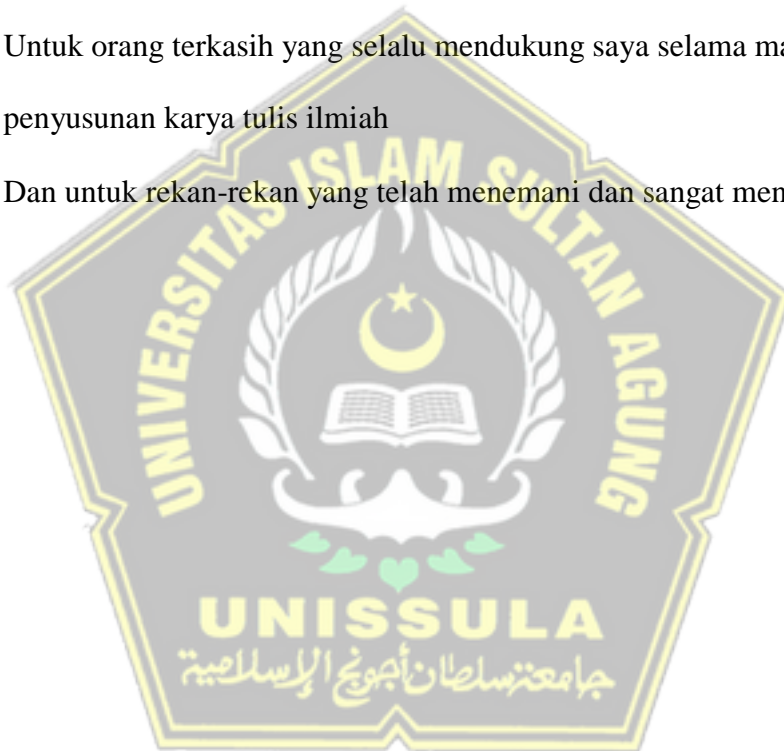 Untuk orang terkasih yang selalu mendukung saya selama
penyusunan karya tulis ilmiah
Dan untuk rekan-rekan yang telah menemani dan sangat
UNIVERSITAS ISLAM SULTAN AGUNG
UNISSULA
جامعة سلطان أجونج الإسلامية